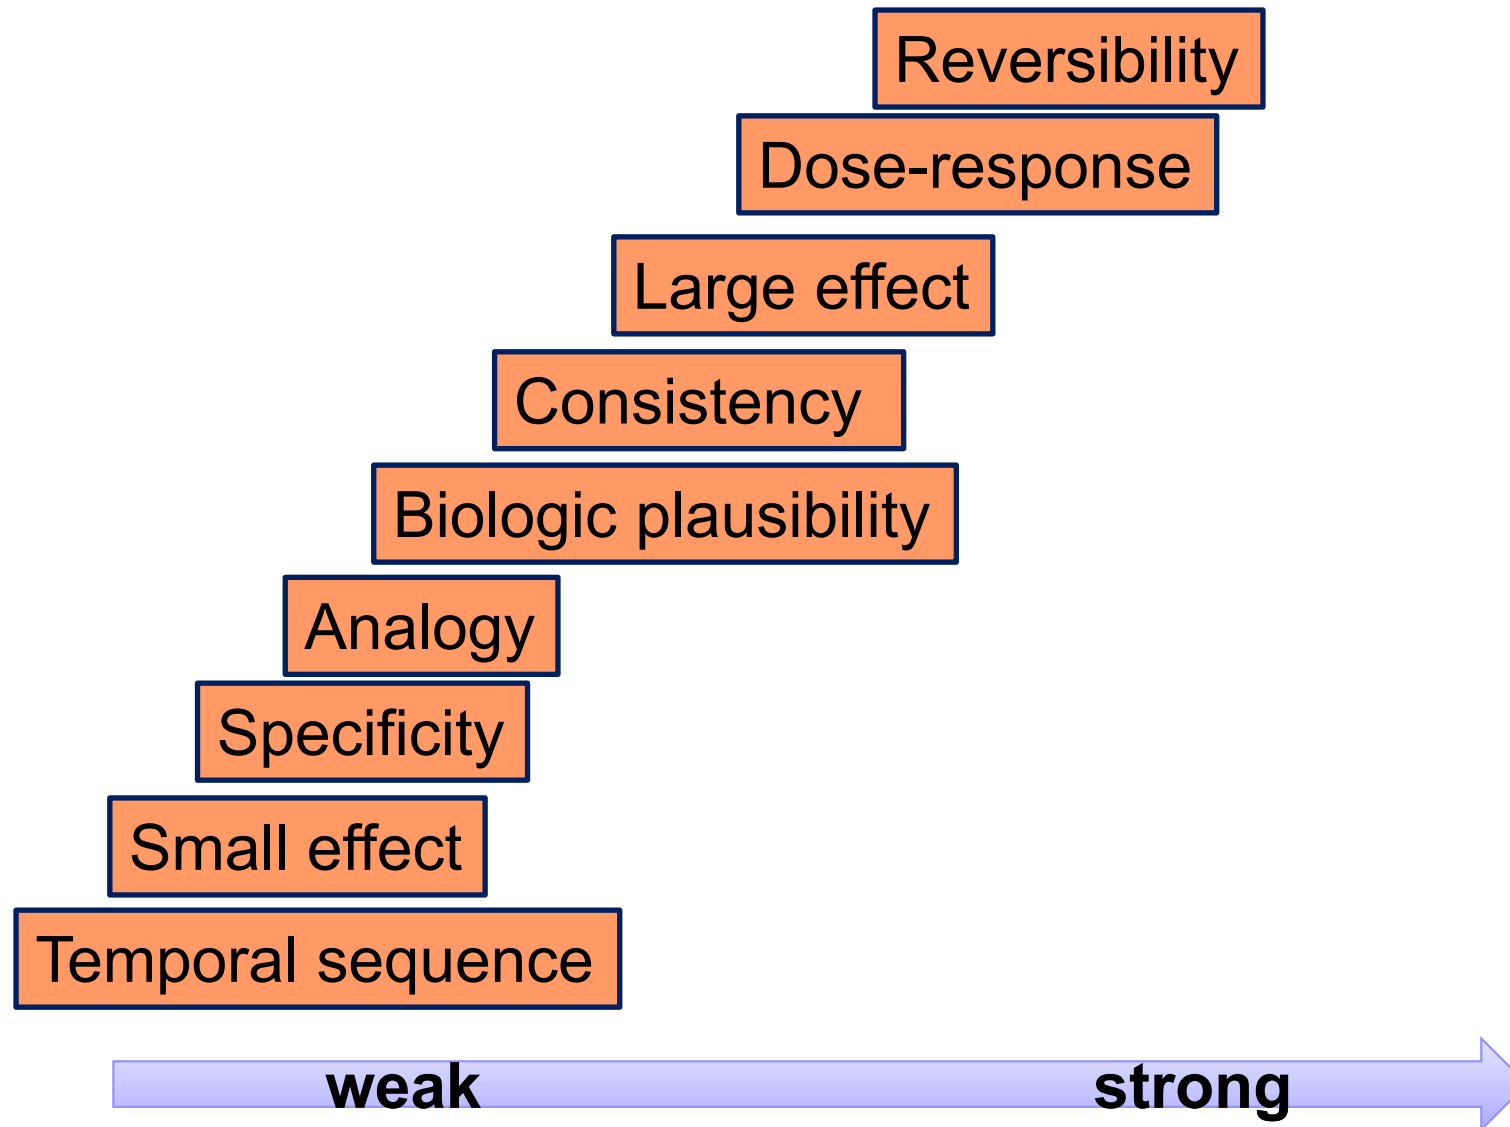 Reversibility
Dose-response
Large effect
Consistency
Biologic plausibility
Analogy
Specificity
Small effect
Temporal sequence
weak strong